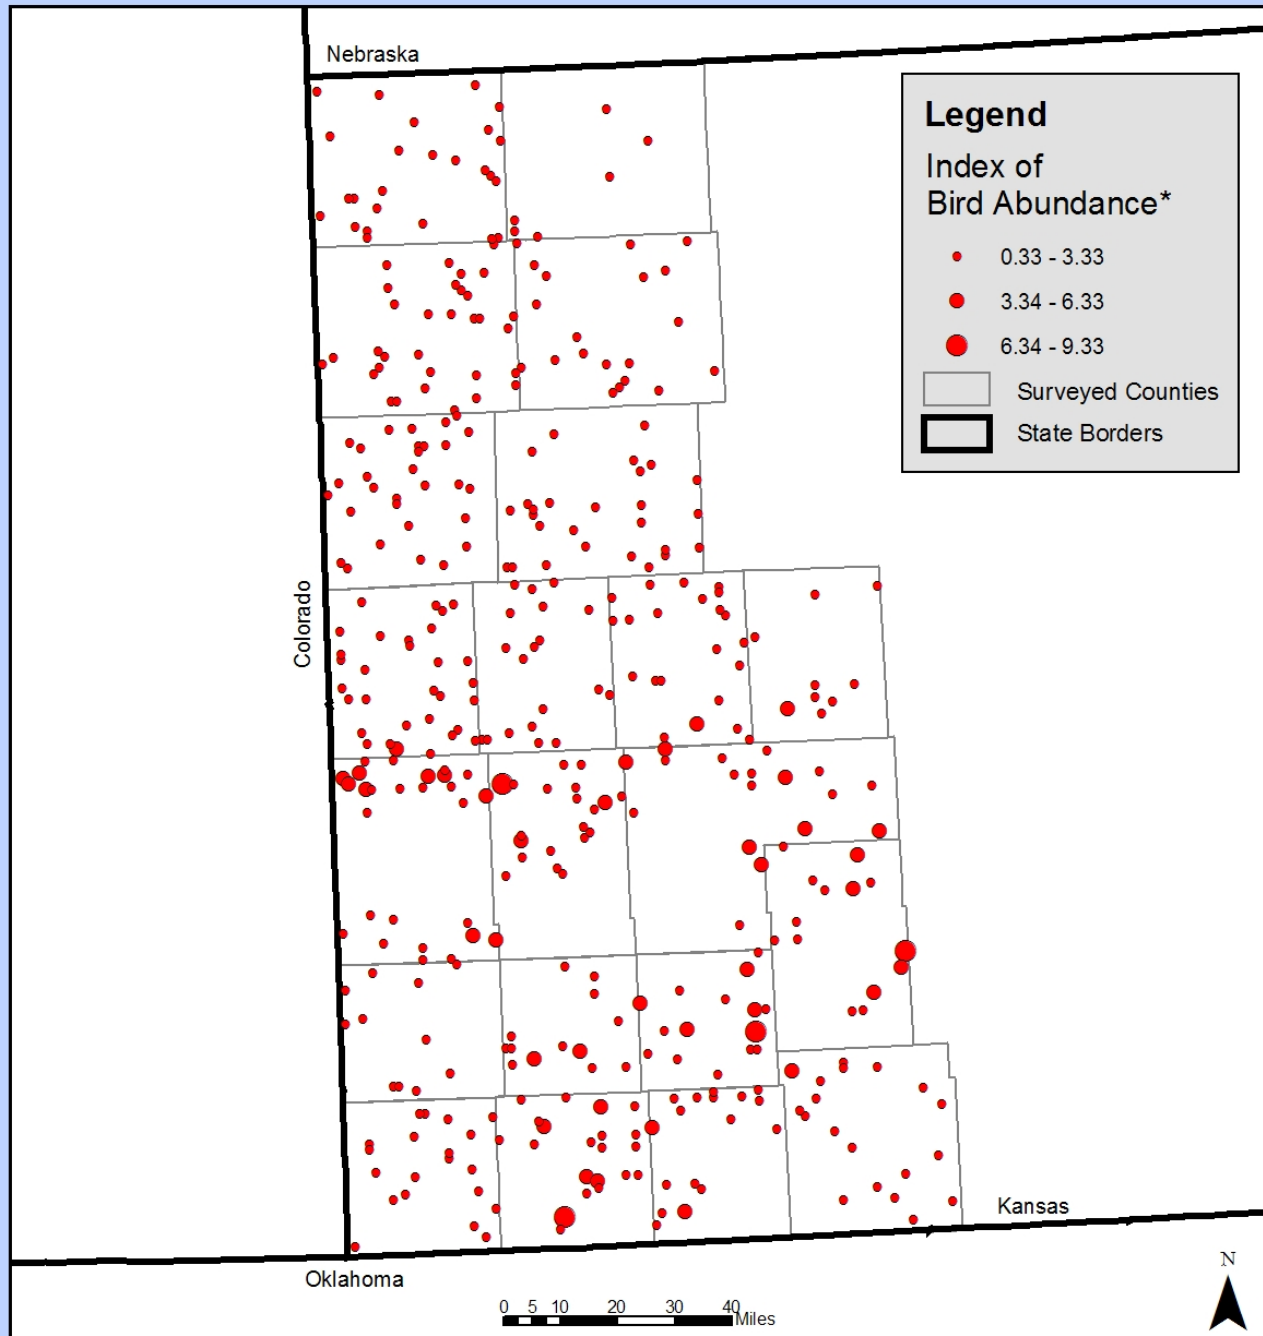 Nebraska
Legend
Index of
Bird Abundance*
0.33 - 3.33
3.34 - 6.33
6.34 - 9.33
Surveyed Counties
State Borders
Colorado
Kansas
Oklahoma
N
0 5 10 20 30 40
Miles